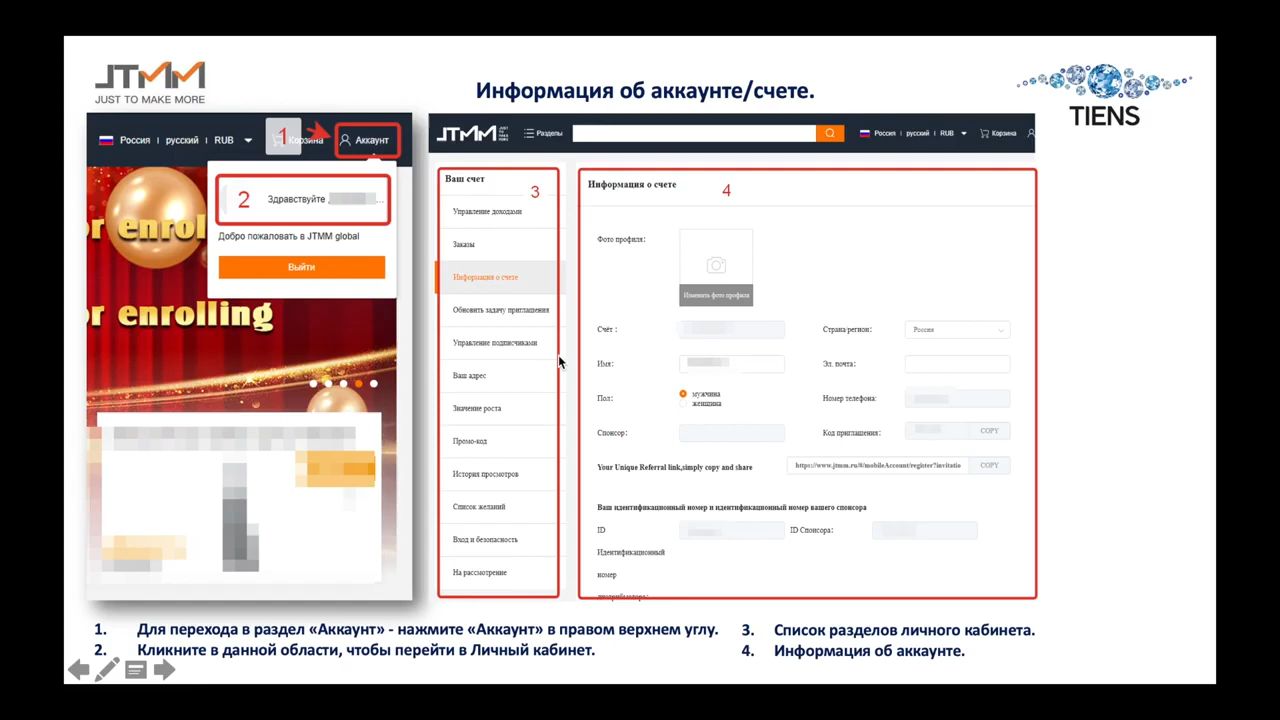 JTMM
JUST TO MAKE MORE
Информация об аккаунте/счете.
TIENS
Россия | русский | RUB
1
Корзина
Аккаунт
2
Здравствуйте
...
Добро пожаловать в JTMM global
Выйти
or enrol
or enrolling
JTMM JUST TO MAKE MORE
Разделы
Россия | русский | RUB
Корзина
Ваш счет
3
Управление доходами
Заказы
Информация о счете
Обновить задачу приглашения
Управление подписчиками
Ваш адрес
Значение роста
Промо-код
История просмотров
Список желаний
Вход и безопасность
На рассмотрение
Информация о счете
4
Фото профиля:
Изменить фото профиля
Счёт :
Страна/регион:
Россия
Имя:
Эл. почта:
Пол:
мужчина
женщина
Номер телефона:
Спонсор:
Код приглашения:
COPY
Your Unique Referral link,simply copy and share
https://www.jtmm.ru/#/mobileAccount/register?invitatio
COPY
Ваш идентификационный номер и идентификационный номер вашего спонсора
ID
ID Спонсора:
Идентификационный
номер
дистрибьютора:
1. Для перехода в раздел «Аккаунт» - нажмите «Аккаунт» в правом верхнем углу.
2. Кликните в данной области, чтобы перейти в Личный кабинет.
3. Список разделов личного кабинета.
4. Информация об аккаунте.